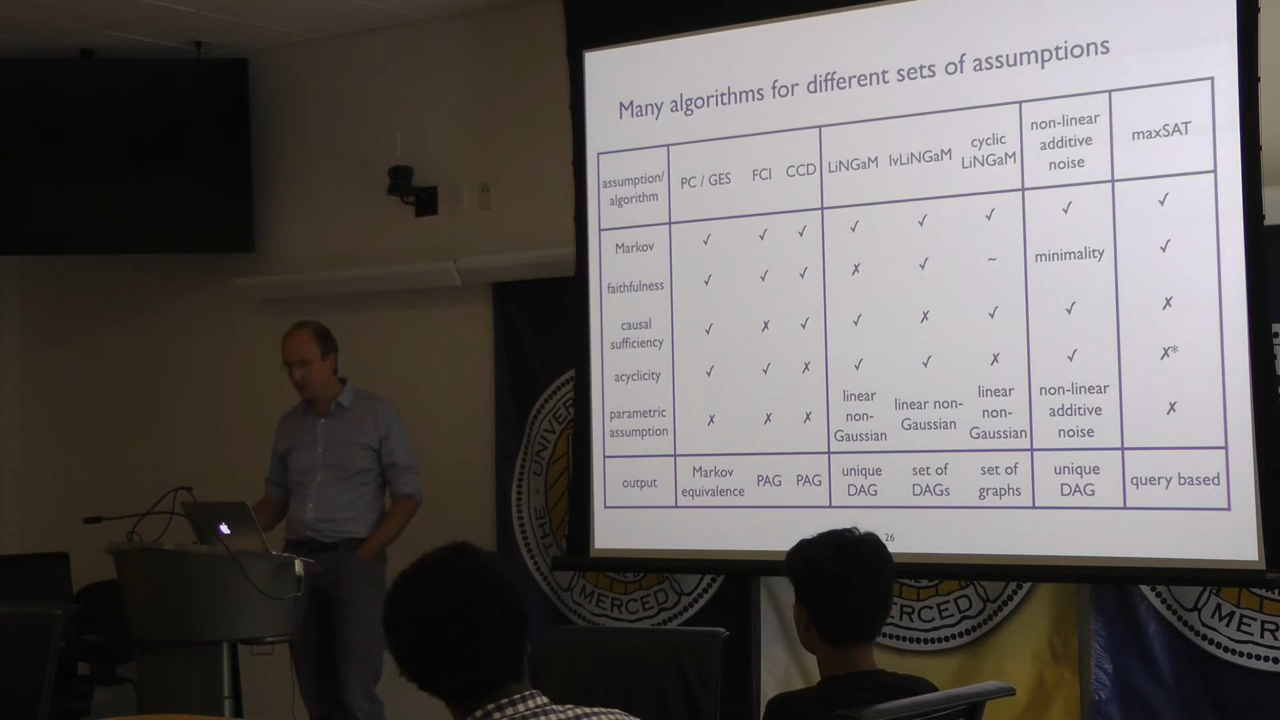 Many algorithms for different sets of assumptions
assumption/
algorithm
PC / GES
FCI
CCD
LiNGaM
lvLiNGaM
cyclic
LiNGaM
non-linear
additive
noise
maxSAT
Markov
✓ ✓ ✓ ✓ ✓ ✓ ✓ ✓
faithfulness
✓ ✓ ✓ ✗ ✓ ~ minimality ✓
causal
sufficiency
✓ ✗ ✓ ✓ ✗ ✓ ✓ ✗
acyclicity
✓ ✓ ✗ ✓ ✓ ✗ ✓ ✗*
parametric
assumption
✗ ✗ ✗
linear
non-
Gaussian
linear non-
Gaussian
linear
non-
Gaussian
non-linear
additive
noise
✗
output
Markov
equivalence
PAG
PAG
unique
DAG
set of
DAGs
set of
graphs
unique
DAG
query based
26
THE · UNIVER
MERCED
MERCED
MER